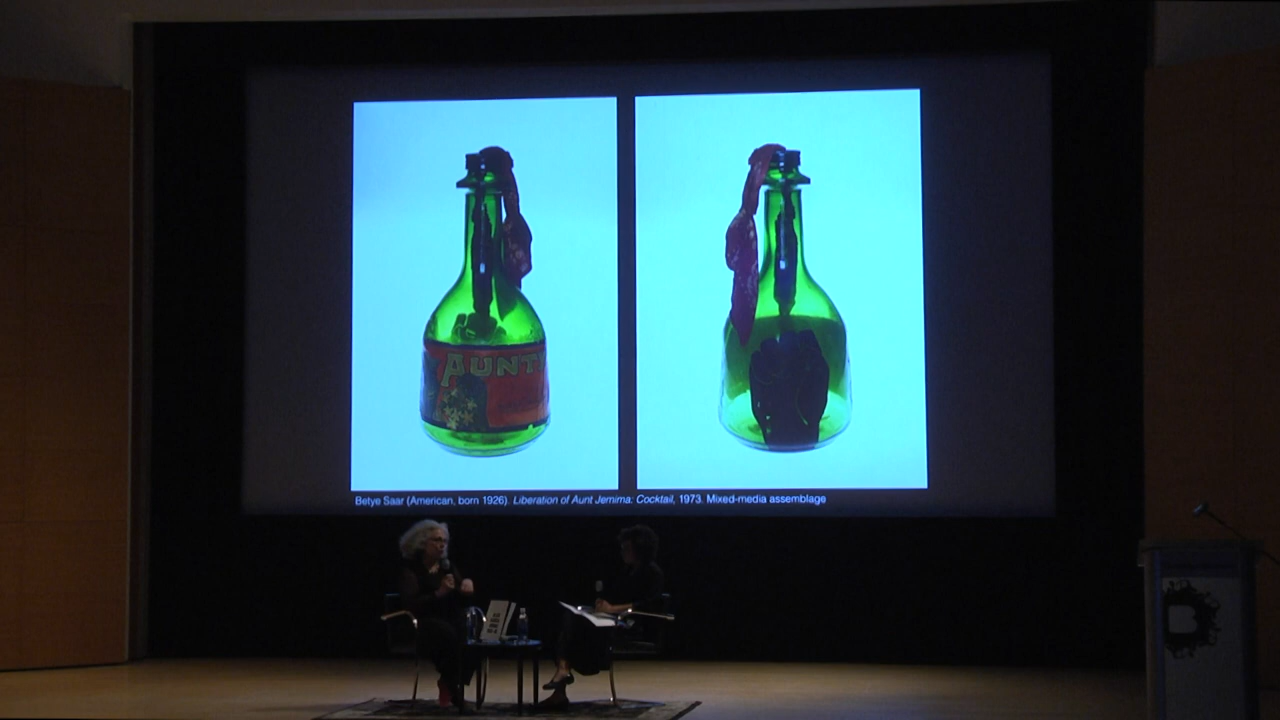 AUNT
Betye Saar (American, born 1926). Liberation of Aunt Jemima: Cocktail, 1973. Mixed-media assemblage
B